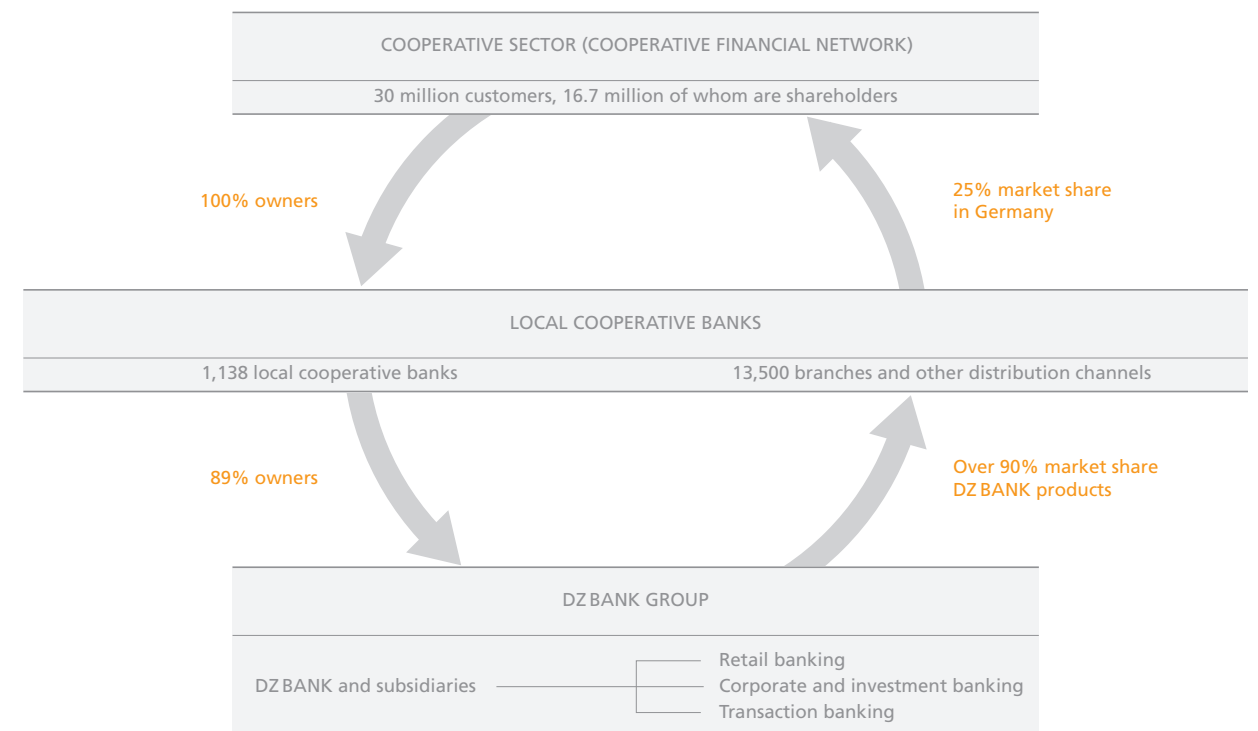 COOPERATIVE SECTOR (COOPERATIVE FINANCIAL NETWORK)
30 million customers, 16.7 million of whom are shareholders
100% owners
25% market share
in Germany
LOCAL COOPERATIVE BANKS
1,138 local cooperative banks
13,500 branches and other distribution channels
89% owners
Over 90% market share
DZ BANK products
DZ BANK GROUP
DZ BANK and subsidiaries
Retail banking
Corporate and investment banking
Transaction banking